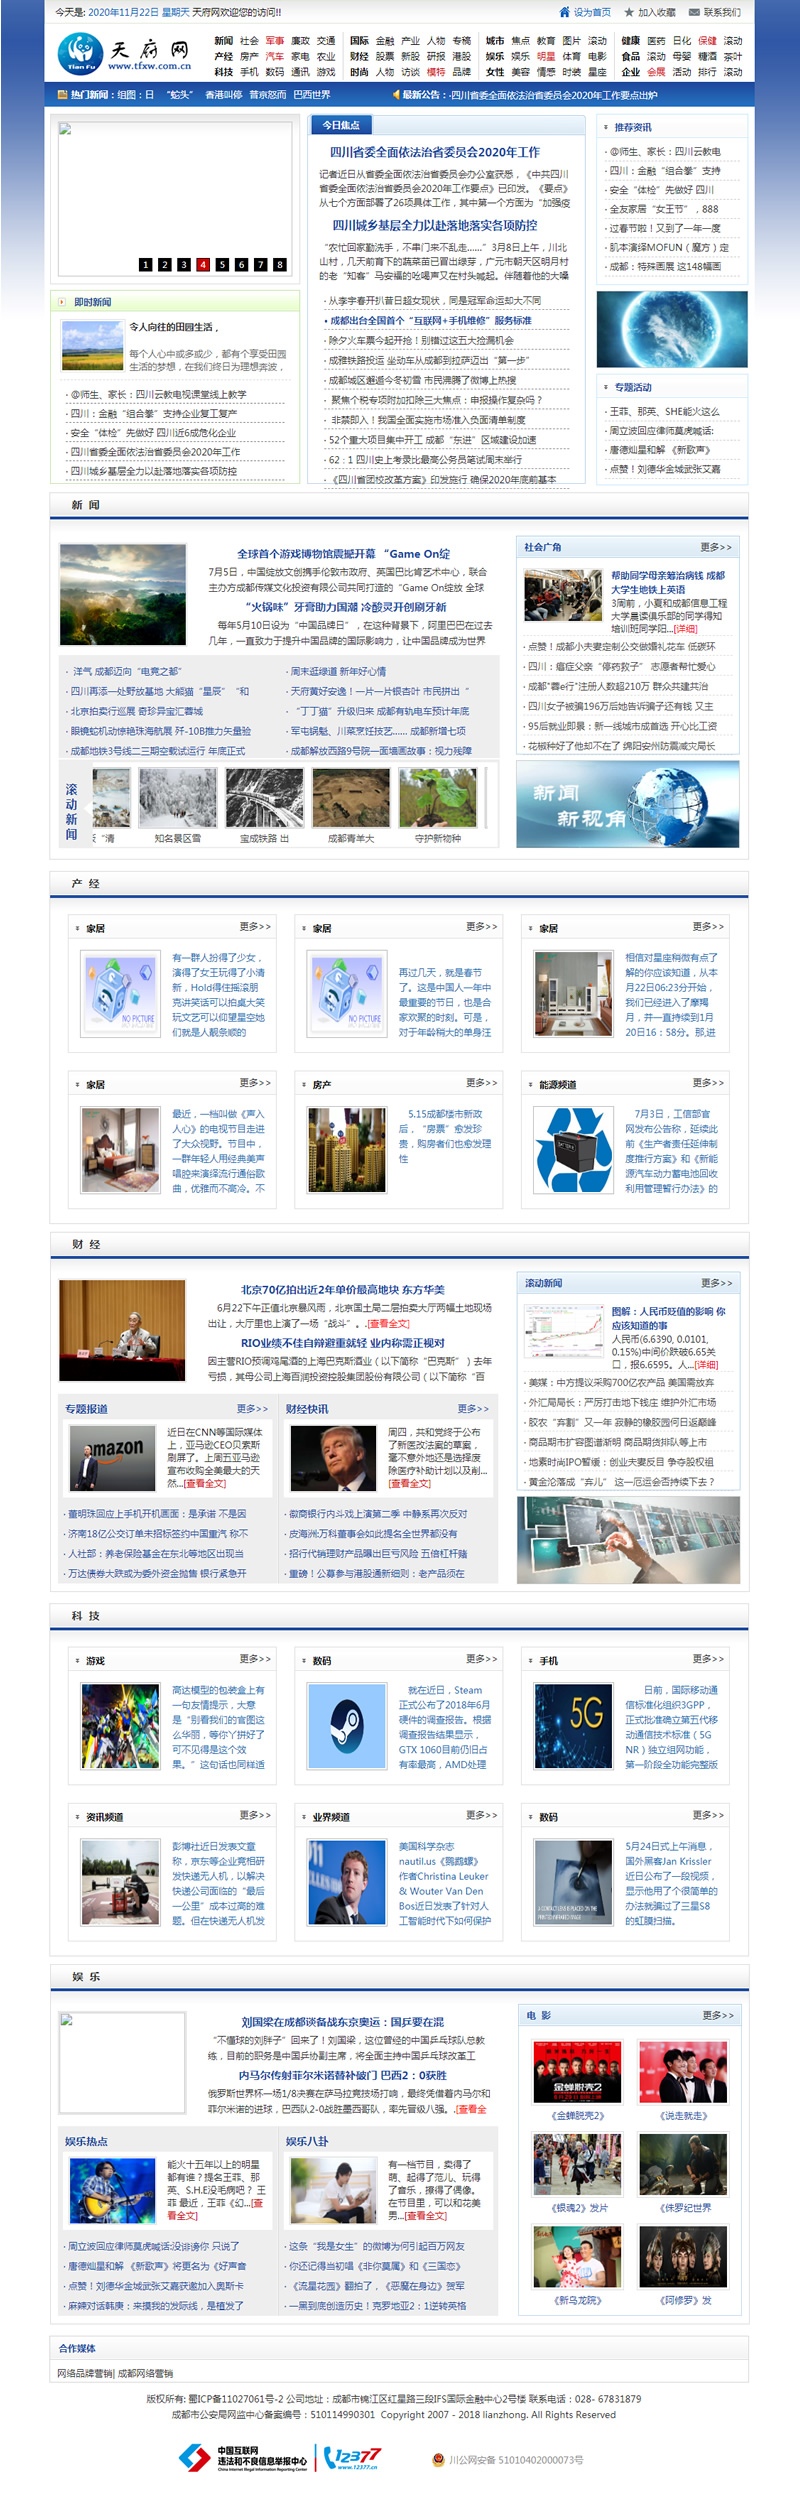 今天是: 2020年11月22日 星期天 天府网欢迎您的访问!!
设为首页 加入收藏 联系我们
天府网
www.tfxw.com.cn
新闻 社会 军事 廉政 交通 国际 金融 产业 人物 专稿 城市 焦点 教育 图片 滚动 健康 医药 日化 保健 滚动
产经 房产 汽车 家电 农业 财经 股票 新股 研报 港股 娱乐 娱乐 明星 体育 电影 食品 滚动 母婴 糖酒 茶叶
科技 手机 数码 通讯 游戏 时尚 人物 访谈 模特 品牌 女性 美容 情感 时装 星座 企业 会展 活动 排行 滚动
热门新闻：组图：日 “蛇头” 香港叫停 普京怒而 巴西世界
最新公告：·四川省委全面依法治省委员会2020年工作要点出炉
1 2 3 4 5 6 7 8
今日焦点
四川省委全面依法治省委员会2020年工作
记者近日从省委全面依法治省委员会办公室获悉，《中共四川
省委全面依法治省委员会2020年工作要点》已印发。《要点》
从七个方面部署了26项具体工作，其中第一个方面为“加强疫
四川城乡基层全力以赴落地落实各项防控
“农忙回家勤洗手，不串门来不乱走……”3月8日上午，川北
山村，几天前育下的蔬菜苗已冒出绿芽，广元市朝天区明月村
的老“知客”马安福的吆喝声又在村头喊起。伴随着他的大嗓
· 从李宇春开扒昔日超女现状，同是冠军命运却大不同
· 成都出台全国首个“互联网+手机维修”服务标准
· 除夕火车票今起开抢！别错过这五大捡漏机会
· 成雅铁路投运 坐动车从成都到拉萨迈出“第一步”
· 成都城区邂逅今冬初雪 市民沸腾了微博上热搜
· 聚焦个税专项附加扣除三大焦点：申报操作复杂吗？
· 非禁即入！我国全面实施市场准入负面清单制度
· 52个重大项目集中开工 成都“东进”区域建设加速
· 62：1 四川史上考录比最高公务员笔试周末举行
· 《四川省团校改革方案》印发施行 确保2020年底前基本
推荐资讯
· @师生、家长：四川云教电
· 四川：金融“组合拳”支持
· 安全“体检”先做好 四川
· 全友家居“女王节”，888
· 过春节啦！又到了一年一度
· 肌本演绎MOFUN（魔方）定
· 成都：特殊画展 这148幅画
即时新闻
令人向往的田园生活，
每个人心中或多或少，都有个享受田园
生活的梦想，在我们终日为理想奔波，
· @师生、家长：四川云教电视课堂线上教学
· 四川：金融“组合拳”支持企业复工复产
· 安全“体检”先做好 四川近6成危化企业
· 四川省委全面依法治省委员会2020年工作
· 四川城乡基层全力以赴落地落实各项防控
专题活动
· 王菲、那英、SHE能火这么
· 周立波回应律师莫虎喊话:
· 唐德灿星和解 《新歌声》
· 点赞！刘德华金城武张艾嘉
新 闻
全球首个游戏博物馆震撼开幕 “Game On绽
7月5日，中国绽放文创携手伦敦市政府、英国巴比肯艺术中心，联合
主办方成都传媒文化投资有限公司共同打造的“Game On绽放 全球
“火锅味”牙膏助力国潮 冷酸灵开创刷牙新
每年5月10日设为“中国品牌日”，在这种背景下，阿里巴巴在过去
几年，一直致力于提升中国品牌的国际影响力，让中国品牌成为世界
· 洋气 成都迈向“电竞之都”
· 四川再添一处野放基地 大熊猫“星辰” “和
· 北京拍卖行巡展 奇珍异宝汇蓉城
· 眼镜蛇机动惊艳珠海航展 歼-10B推力矢量验
· 成都地铁3号线二三期空载试运行 年底正式
· 周末逛绿道 新年好心情
· 天府黄好安逸！一片一片银杏叶 市民拼出“
· “丁丁猫”升级归来 成都有轨电车预计年底
· 军屯锅魁、川菜烹饪技艺…… 成都新增七项
· 成都解放西路9号院一面墙画故事：视力残障
滚动新闻
“清 知名景区雪 宝成铁路 出 成都青羊大 守护新物种
社会广角 更多>>
帮助同学母亲筹治病钱 成都
大学生地铁上英语
3周前，小夏和成都信息工程
大学晨读俱乐部的同学得知
培训班同学阳...[详细]
· 点赞！成都小夫妻定制公交做婚礼花车 低碳环
· 四川：癌症父亲“停药救子” 志愿者帮忙爱心
· 成都"蓉e行"注册人数超210万 群众共建共治
· 四川女子被骗196万后她告诉骗子还有钱 又主
· 95后就业即景：新一线城市成首选 开心比工资
· 花椒种好了他却不在了 绵阳安州防震减灾局长
新闻
新视角
产 经
家居 更多>>
有一群人扮得了少女，
演得了女王玩得了小清
新，Hold得住摇滚朋
克讲笑话可以拍桌大笑
玩文艺可以仰望星空她
们就是人靓条顺的
NO PICTURE
家居 更多>>
再过几天，就是春节
了。这是中国人一年中
最重要的节日，也是合
家欢聚的时刻。可是，
对于年龄稍大的单身汪
NO PICTURE
家居 更多>>
相信对星座稍微有点了
解的你应该知道，从本
月22日06:23分开始，
我们已经进入了摩羯
月，并一直持续到1月
20日16：58分。那,进
家居 更多>>
最近，一档叫做《声入
人心》的电视节目走进
了大众视野。节目中，
一群年轻人用经典美声
唱腔来演绎流行通俗歌
曲，优雅而不高冷。不
房产 更多>>
5.15成都楼市新政
后，“房票”愈发珍
贵，购房者们也愈发理
性
能源频道 更多>>
7月3日，工信部官
网发布公告称，延续此
前《生产者责任延伸制
度推行方案》和《新能
源汽车动力蓄电池回收
利用管理暂行办法》的
财 经
北京70亿拍出近2年单价最高地块 东方华美
6月22下午正值北京暴风雨，北京国土局二层拍卖大厅两幅土地现场
出让，大厅里也上演了一场“战斗”。.[查看全文]
RIO业绩不佳自辩避重就轻 业内称需正视对
因主营RIO预调鸡尾酒的上海巴克斯酒业（以下简称“巴克斯”）去年
亏损，其母公司上海百润投资控股集团股份有限公司（以下简称“百
专题报道 更多>>
近日在CNN等国际媒体
上，亚马逊CEO贝索斯
刷屏了。上周五亚马逊
宣布收购全美最大的天
然...[查看全文]
amazon
· 董明珠回应上手机开机画面：是承诺 不是因
· 济南18亿公交订单未招标签约中国重汽 称不
· 人社部：养老保险基金在东北等地区出现当
· 万达债券大跌或为委外资金抛售 银行紧急开
财经快讯 更多>>
周四，共和党终于公布
了新医改法案的草案，
毫不意外地还是选择废
除医疗补助计划以及削...
[查看全文]
· 徽商银行内斗戏上演第二季 中静系再次反对
· 皮海洲:万科董事会如此提名全世界都没有
· 招行代销理财产品曝出巨亏风险 五倍杠杆赌
· 重磅！公募参与港股通新细则：老产品须在
滚动新闻 更多>>
图解：人民币贬值的影响 你
应该知道的事
人民币(6.6390, 0.0101,
0.15%)中间价跌破6.65关
口，报6.6595。人...[详细]
· 美媒：中方提议采购700亿农产品 美国需放弃
· 外汇局局长：严厉打击地下钱庄 维护外汇市场
· 胶农“弃割”又一年 寂静的橡胶园何日返巅峰
· 商品期市扩容图谱渐明 商品期货排队等上市
· 地素时尚IPO暂缓：创业夫妻反目 争夺股权祖
· 黄金沦落成“弃儿” 这一厄运会否持续下去？
科 技
游戏 更多>>
高达模型的包装盒上有
一句友情提示，大意
是“别看我们的官图这
么华丽，等你丫拼好了
可不见得是这个效
果。”这句话也同样适
数码 更多>>
就在近日，Steam
正式公布了2018年6月
硬件的调查报告。根据
调查报告结果显示，
GTX 1060目前仍旧占
有率最高，AMD处理
手机 更多>>
日前，国际移动通
信标准化组织3GPP，
正式批准确立第五代移
动通信技术标准（5G
NR）独立组网功能，
第一阶段全功能完整版
5G
资讯频道 更多>>
彭博社近日发表文章
称，京东等企业竞相研
发快递无人机，以解决
快递公司面临的“最后
一公里”成本过高的难
题。但在快递无人机发
业界频道 更多>>
美国科学杂志
nautil.us《鹦鹉螺》
作者Christina Leuker
& Wouter Van Den
Bos近日发表了针对人
工智能时代下如何保护
数码 更多>>
5月24日式上午消息，
国外黑客Jan Krissler
近日公布了一段视频，
显示他用了个很简单的
办法就骗过了三星S8
的虹膜扫描。
娱 乐
刘国梁在成都谈备战东京奥运：国乒要在混
“不懂球的刘胖子”回来了！刘国梁，这位曾经的中国乒乓球队总教
练，目前的职务是中国乒协副主席，将全面主持中国乒乓球改革工
内马尔传射菲尔米诺替补破门 巴西2：0获胜
俄罗斯世界杯一场1/8决赛在萨马拉竞技场打响，最终凭借着内马尔和
菲尔米诺的进球，巴西队2-0战胜墨西哥队，率先晋级八强。.[查看全
娱乐热点
能火十五年以上的明星
都有谁？提名王菲、那
英、S.H.E没毛病吧？ 王
菲 最近，王菲《幻...[查
看全文]
· 周立波回应律师莫虎喊话:没诽谤你 只说了
· 唐德灿星和解 《新歌声》将更名为《好声音
· 点赞！刘德华金城武张艾嘉获邀加入奥斯卡
· 麻辣对话韩庚：来摸我的发际线，是植发了
娱乐八卦
有一档节目，卖得了
萌、起得了范儿、玩得
了音乐，撩得了偶像。
在节目里，可以和花美
男...[查看全文]
· 这条“我是女生”的微博为何引起百万网友
· 你还记得当初唱《非你莫属》和《三国恋》
· 《流星花园》翻拍了，《恶魔在身边》贺军
· 一黑到底创造历史！克罗地亚2：1逆转英格
电 影 更多>>
《金蝉脱壳2》 《说走就走》
《银魂2》发片 《侏罗纪世界
《新乌龙院》 《阿修罗》发
合作媒体
网络品牌营销| 成都网络营销
版权所有: 蜀ICP备11027061号-2 公司地址：成都市锦江区红星路三段IFS国际金融中心2号楼 联系电话：028- 67831879
成都市公安局网监中心备案编号：510114990301 Copyright 2007 - 2018 lianzhong. All Rights Reserved
中国互联网
违法和不良信息举报中心
China Internet Illegal Information Reporting Center
12377
www.12377.cn
川公网安备 51010402000073号